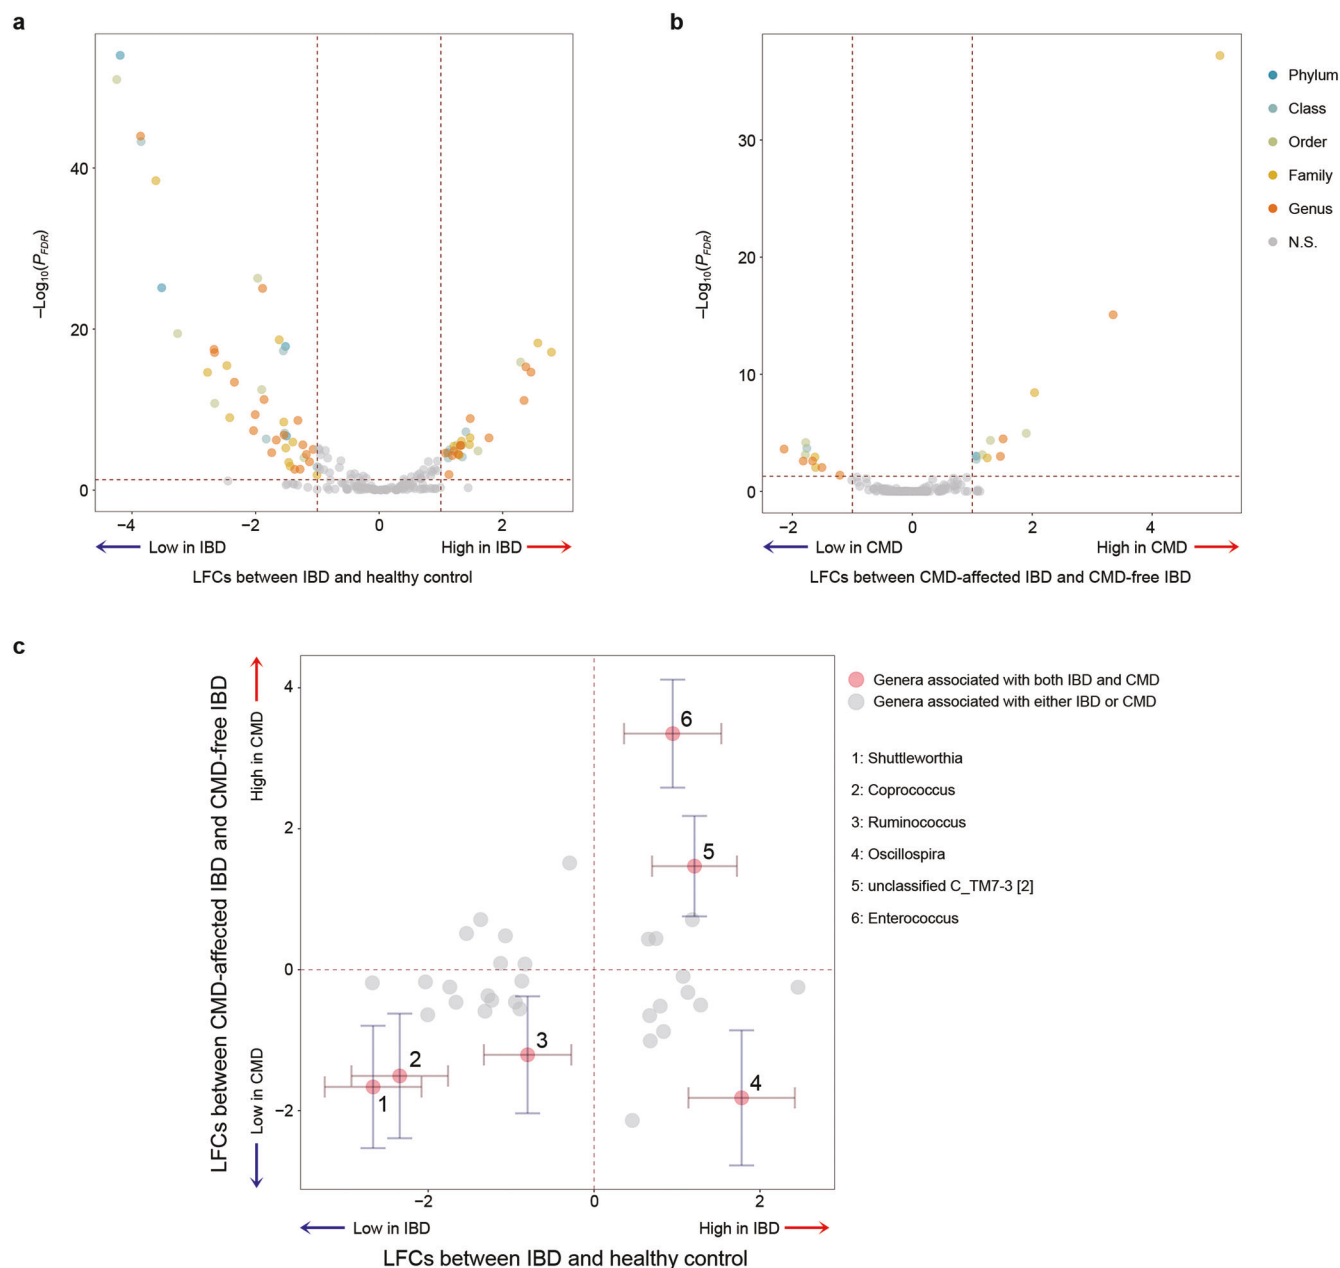 a
40
20
0
−4
−2
0
2
–Log10(PFDR)
Low in IBD
High in IBD
LFCs between IBD and healthy control
b
30
20
10
0
−2
0
2
4
–Log10(PFDR)
Low in CMD
High in CMD
LFCs between CMD-affected IBD and CMD-free IBD
Phylum
Class
Order
Family
Genus
N.S.
c
LFCs between CMD-affected IBD and CMD-free IBD
High in CMD
Low in CMD
4
2
0
−2
6
5
3
2
1
4
−2
0
2
Low in IBD
High in IBD
LFCs between IBD and healthy control
Genera associated with both IBD and CMD
Genera associated with either IBD or CMD
1: Shuttleworthia
2: Coprococcus
3: Ruminococcus
4: Oscillospira
5: unclassified C_TM7-3 [2]
6: Enterococcus